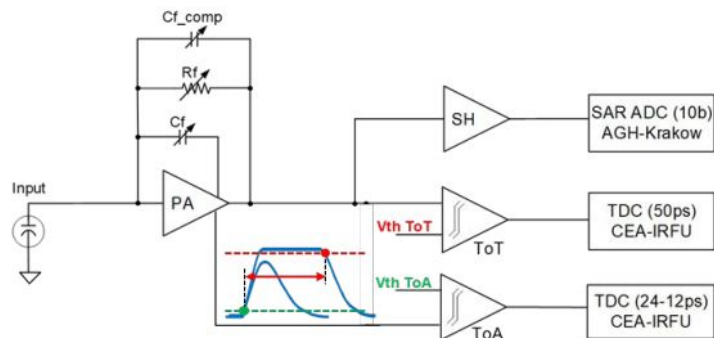 Cf_comp
Rf
Cf
Input
PA
SH
SAR ADC (10b)
AGH-Krakow
Vth ToT
ToT
TDC (50ps)
CEA-IRFU
Vth ToA
ToA
TDC (24-12ps)
CEA-IRFU